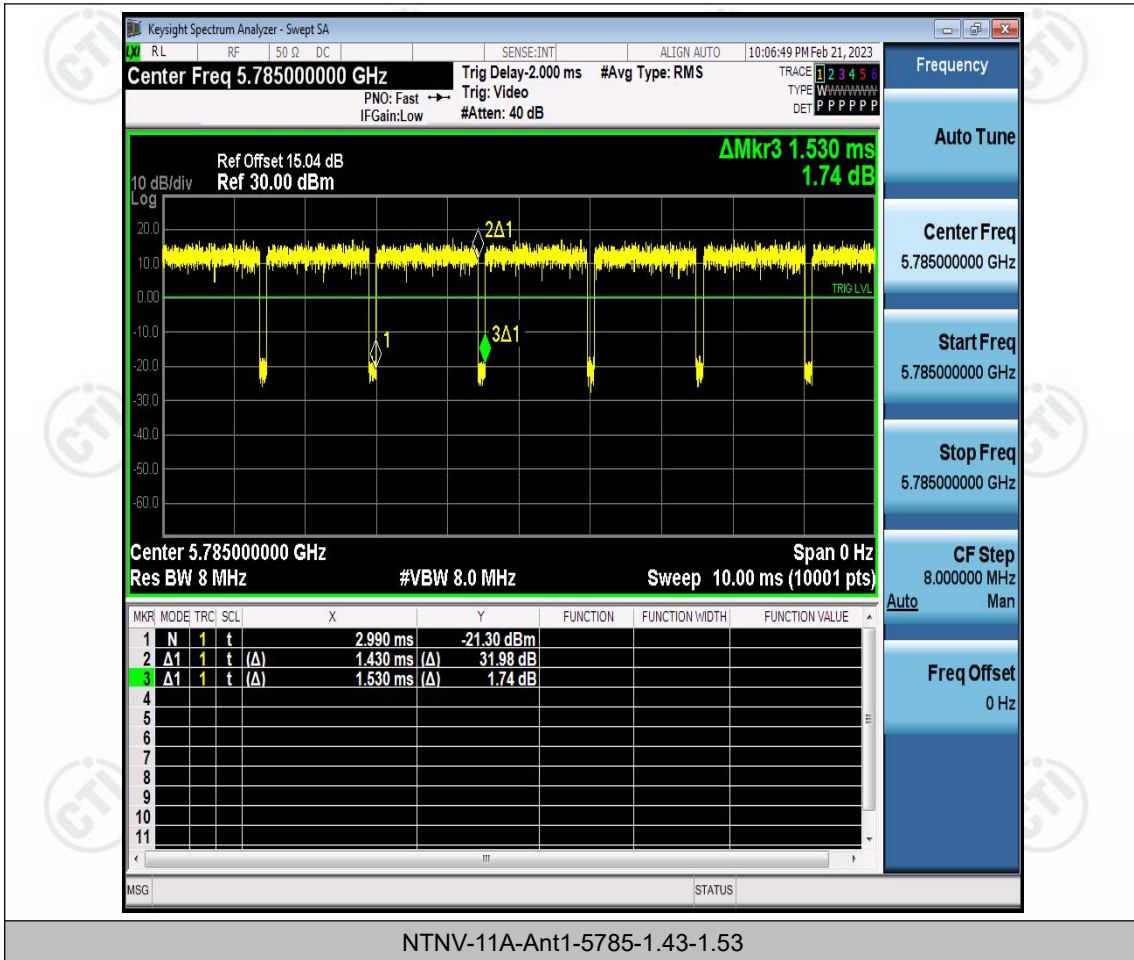 Keysight Spectrum Analyzer - Swept SA
LXI RL RF 50 Ω DC SENSE:INT ALIGN AUTO 10:06:49 PM Feb 21, 2023
Center Freq 5.785000000 GHz
Trig Delay-2.000 ms #Avg Type: RMS
TRACE 1 2 3 4 5 6
PNO: Fast Trig: Video
TYPE WWWWWW
IFGain:Low #Atten: 40 dB
DET P P P P P P
ΔMkr3 1.530 ms
1.74 dB
Ref Offset 15.04 dB
10 dB/div Ref 30.00 dBm
Log
20.0
10.0
0.00
-10.0
-20.0
-30.0
-40.0
-50.0
-60.0
2Δ1
TRIG LVL
1
3Δ1
Center 5.785000000 GHz Span 0 Hz
Res BW 8 MHz #VBW 8.0 MHz Sweep 10.00 ms (10001 pts)
MKR MODE TRC SCL X Y FUNCTION FUNCTION WIDTH FUNCTION VALUE
1 N 1 t 2.990 ms -21.30 dBm
2 Δ1 1 t (Δ) 1.430 ms (Δ) 31.98 dB
3 Δ1 1 t (Δ) 1.530 ms (Δ) 1.74 dB
4
5
6
7
8
9
10
11
MSG STATUS
Frequency
Auto Tune
Center Freq
5.785000000 GHz
Start Freq
5.785000000 GHz
Stop Freq
5.785000000 GHz
CF Step
8.000000 MHz
Auto Man
Freq Offset
0 Hz
CTI
CTI
CTI
CTI
CTI
CTI
NTNV-11A-Ant1-5785-1.43-1.53